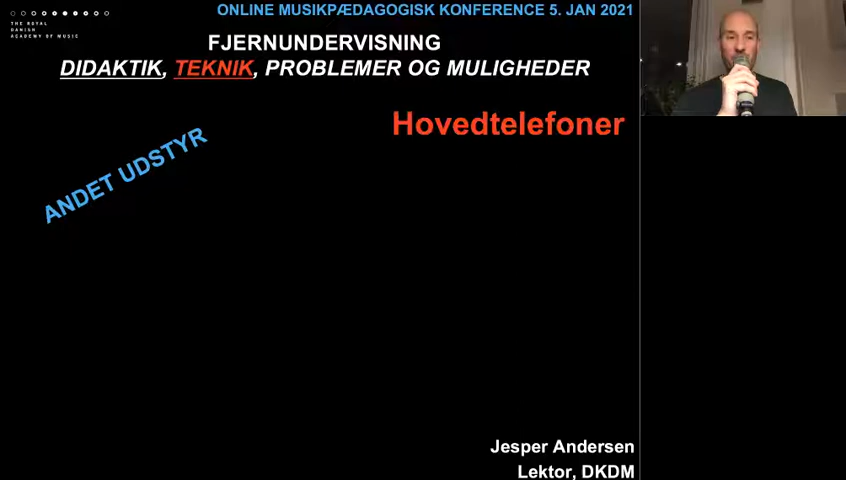 ONLINE MUSIKPÆDAGOGISK KONFERENCE 5. JAN 2021
THE ROYAL
DANISH
ACADEMY OF MUSIC
FJERNUNDERVISNING
DIDAKTIK, TEKNIK, PROBLEMER OG MULIGHEDER
Hovedtelefoner
ANDET UDSTYR
Jesper Andersen
Lektor, DKDM